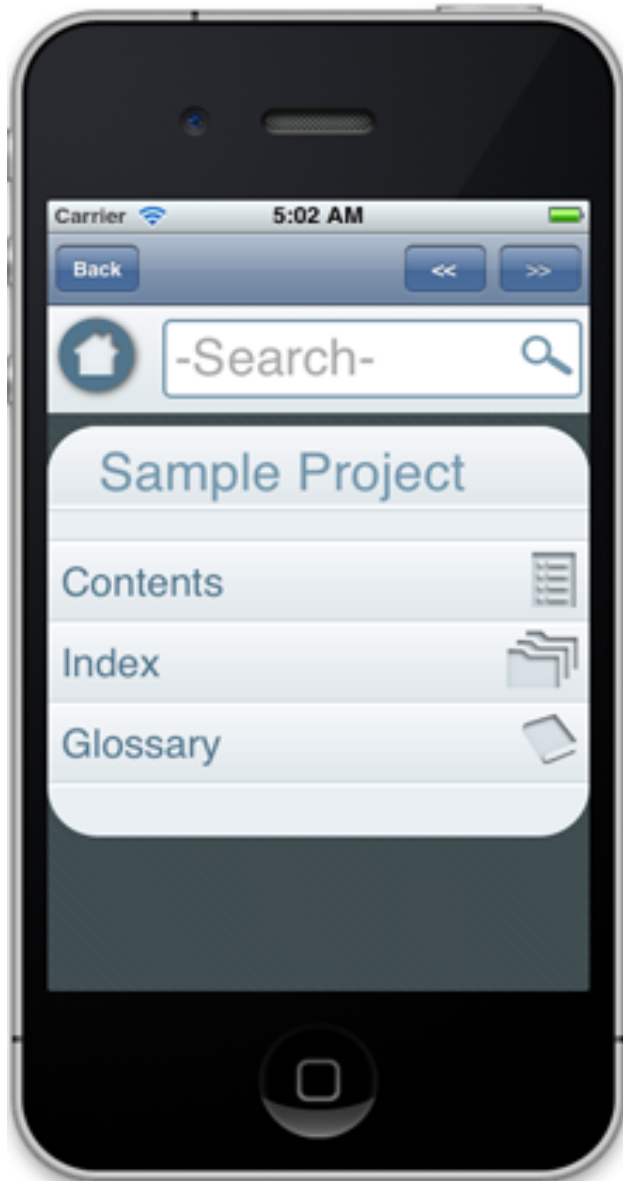 Carrier 5:02 AM
Back << >>
-Search-
Sample Project
Contents
Index
Glossary